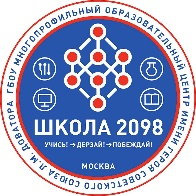 ГБОУ МНОГОПРОФИЛЬНЫЙ ОБРАЗОВАТЕЛЬНЫЙ ЦЕНТР ИМЕНИ ГЕРОЯ СОВЕТСКОГО СОЮЗА Л.М. ДОВАТОРА
ШКОЛА 2098
УЧИСЬ! → ДЕРЗАЙ! → ПОБЕЖДАЙ!
МОСКВА